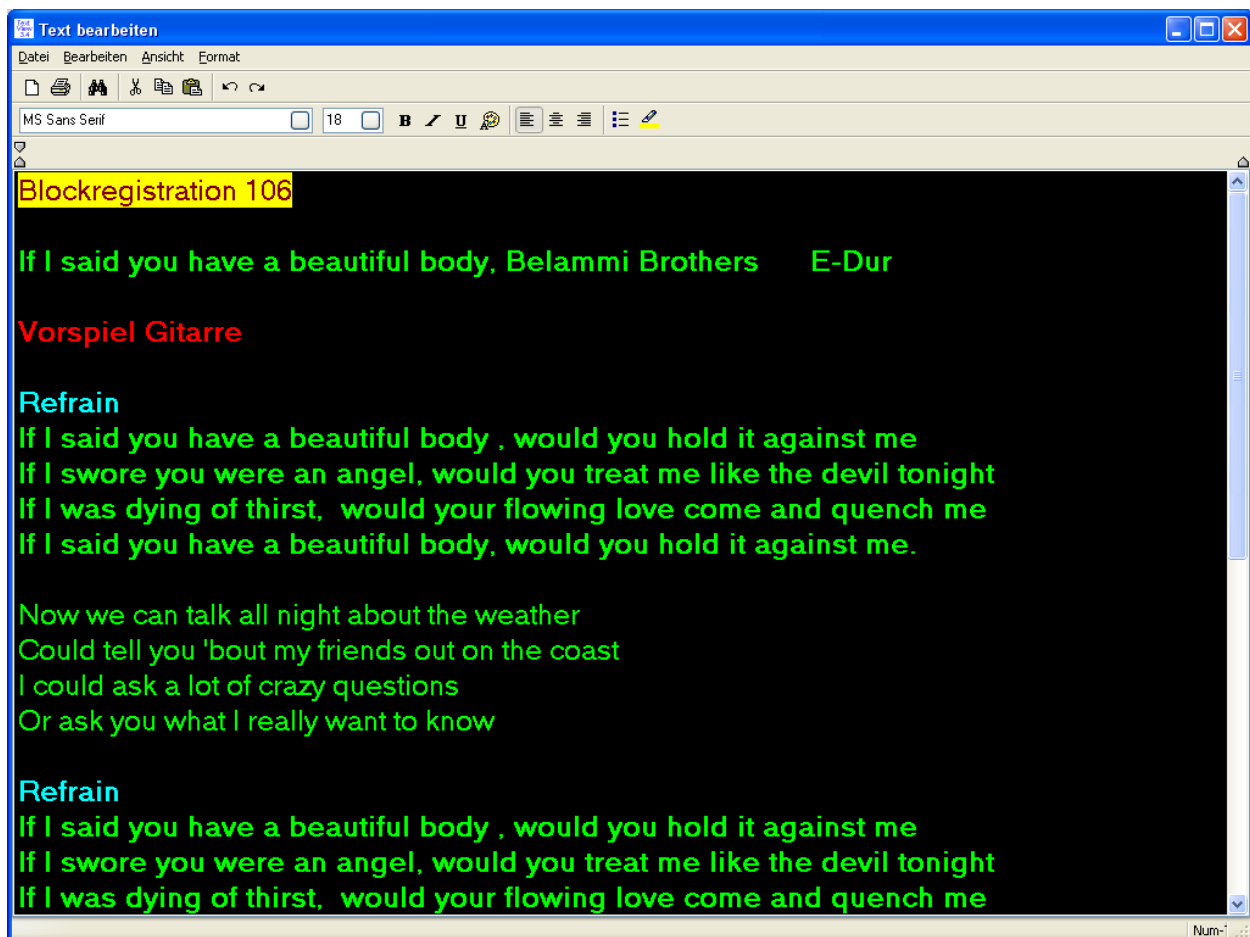 Text View 3.4 Text bearbeiten
Datei Bearbeiten Ansicht Format
MS Sans Serif 18 B I U
Blockregistration 106
If I said you have a beautiful body, Belammi Brothers E-Dur
Vorspiel Gitarre
Refrain
If I said you have a beautiful body , would you hold it against me
If I swore you were an angel, would you treat me like the devil tonight
If I was dying of thirst, would your flowing love come and quench me
If I said you have a beautiful body, would you hold it against me.
Now we can talk all night about the weather
Could tell you 'bout my friends out on the coast
I could ask a lot of crazy questions
Or ask you what I really want to know
Refrain
If I said you have a beautiful body , would you hold it against me
If I swore you were an angel, would you treat me like the devil tonight
If I was dying of thirst, would your flowing love come and quench me
Num-